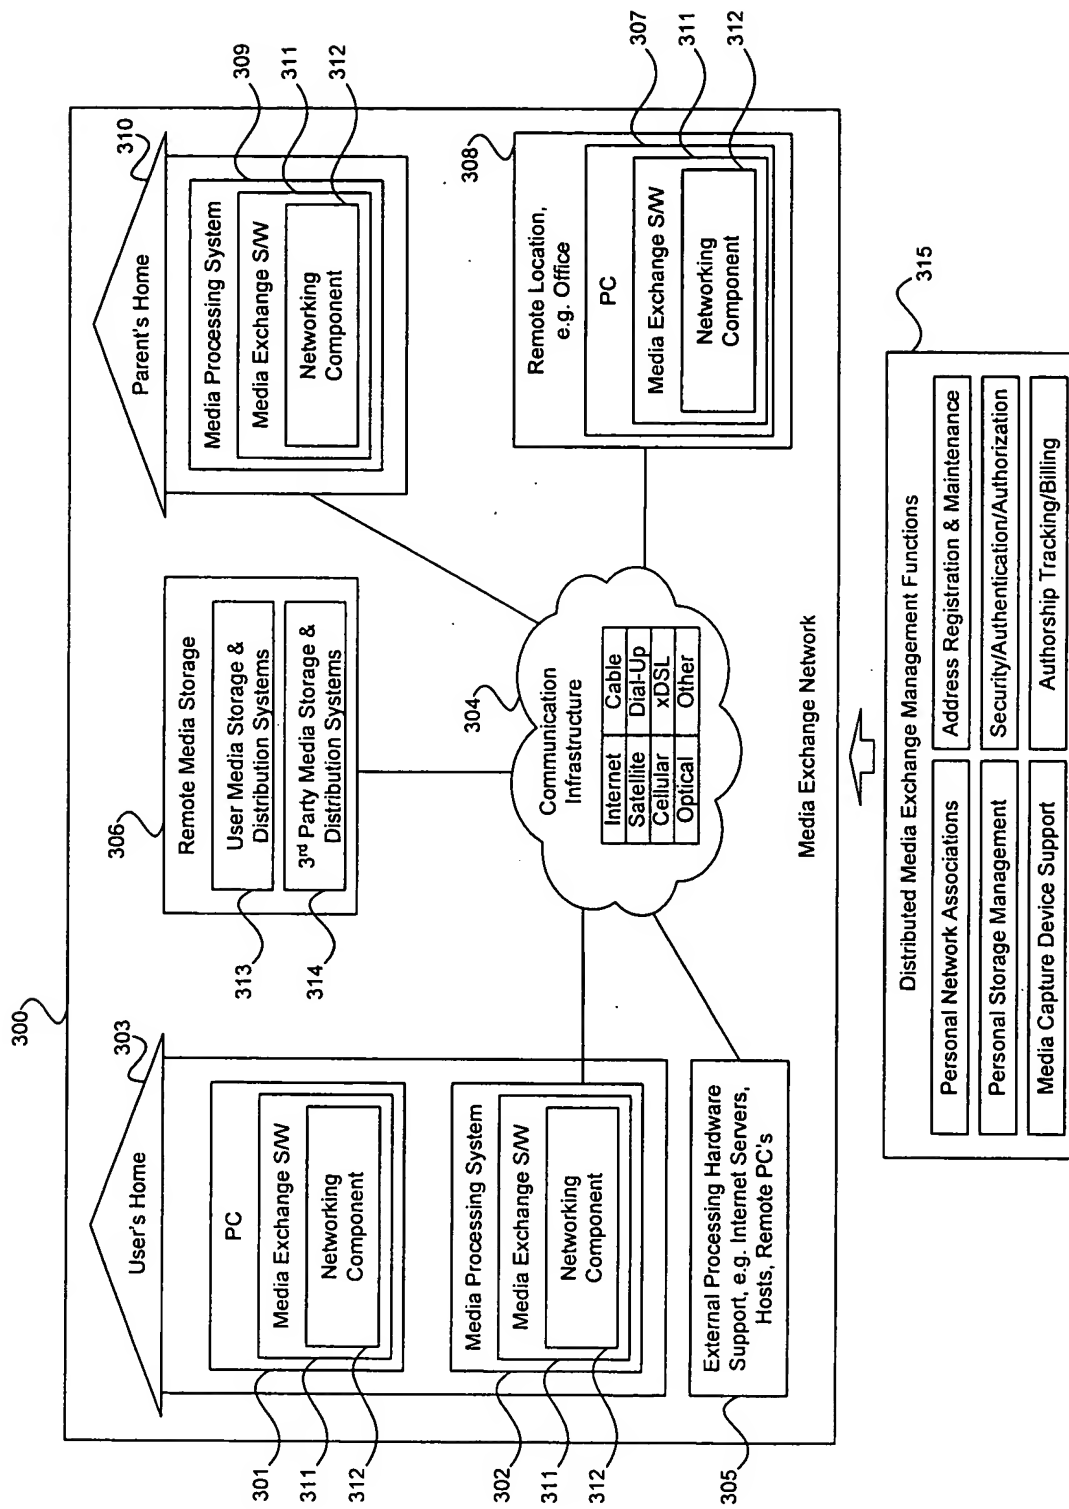 300
303
User's Home
PC
Media Exchange S/W
Networking
Component
301
311
312
Media Processing System
Media Exchange S/W
Networking
Component
302
311
312
External Processing Hardware
Support, e.g. Internet Servers,
Hosts, Remote PC's
305
306
Remote Media Storage
User Media Storage &
Distribution Systems
3rd Party Media Storage &
Distribution Systems
313
314
304
Communication
Infrastructure
Internet Cable
Satellite Dial-Up
Cellular xDSL
Optical Other
310
Parent's Home
Media Processing System
Media Exchange S/W
Networking
Component
309
311
312
308
Remote Location,
e.g. Office
PC
Media Exchange S/W
Networking
Component
307
311
312
Media Exchange Network
315
Distributed Media Exchange Management Functions
Personal Network Associations
Address Registration & Maintenance
Personal Storage Management
Security/Authentication/Authorization
Media Capture Device Support
Authorship Tracking/Billing